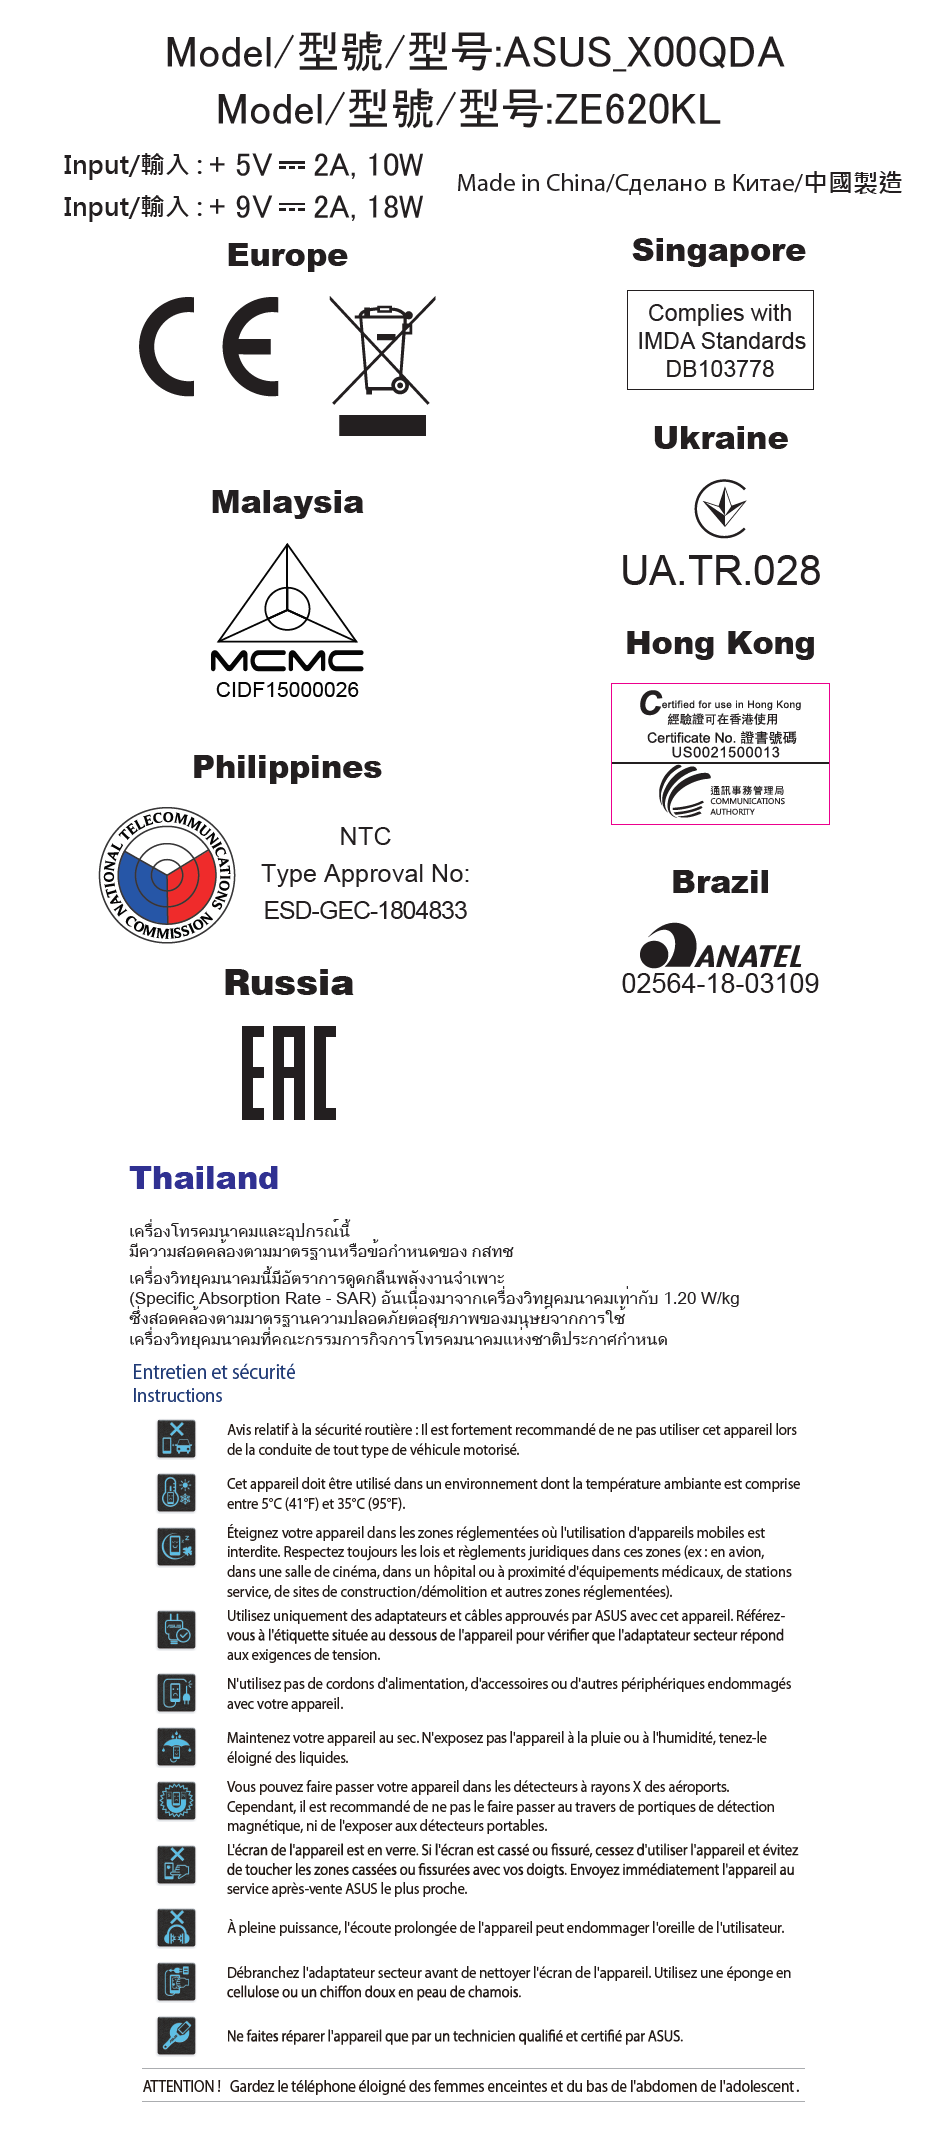 Model/型號/型号:ASUS_X00QDA
Model/型號/型号:ZE620KL
Input/輸入 : + 5V ⎓ 2A, 10W
Input/輸入 : + 9V ⎓ 2A, 18W
Made in China/Сделано в Китае/中國製造
Europe
CE
Singapore
Complies with
IMDA Standards
DB103778
Ukraine
UA.TR.028
Malaysia
MCMC
CIDF15000026
Hong Kong
Certified for use in Hong Kong
經驗證可在香港使用
Certificate No. 證書號碼
US0021500013
通訊事務管理局
COMMUNICATIONS
AUTHORITY
Philippines
NATIONAL TELECOMMUNICATIONS COMMISSION
NTC
Type Approval No:
ESD-GEC-1804833
Brazil
ANATEL
02564-18-03109
Russia
EAC
Thailand
เครื่องโทรคมนาคมและอุปกรณ์นี้
มีความสอดคล้องตามมาตรฐานหรือข้อกำหนดของ กสทช
เครื่องวิทยุคมนาคมนี้มีอัตราการดูดกลืนพลังงานจำเพาะ
(Specific Absorption Rate - SAR) อันเนื่องมาจากเครื่องวิทยุคมนาคมเท่ากับ 1.20 W/kg
ซึ่งสอดคล้องตามมาตรฐานความปลอดภัยต่อสุขภาพของมนุษย์จากการใช้
เครื่องวิทยุคมนาคมที่คณะกรรมการกิจการโทรคมนาคมแห่งชาติประกาศกำหนด
Entretien et sécurité
Instructions
Avis relatif à la sécurité routière : Il est fortement recommandé de ne pas utiliser cet appareil lors
de la conduite de tout type de véhicule motorisé.
Cet appareil doit être utilisé dans un environnement dont la température ambiante est comprise
entre 5°C (41°F) et 35°C (95°F).
Éteignez votre appareil dans les zones réglementées où l'utilisation d'appareils mobiles est
interdite. Respectez toujours les lois et règlements juridiques dans ces zones (ex : en avion,
dans une salle de cinéma, dans un hôpital ou à proximité d'équipements médicaux, de stations
service, de sites de construction/démolition et autres zones réglementées).
Utilisez uniquement des adaptateurs et câbles approuvés par ASUS avec cet appareil. Référez-
vous à l'étiquette située au dessous de l'appareil pour vérifier que l'adaptateur secteur répond
aux exigences de tension.
N'utilisez pas de cordons d'alimentation, d'accessoires ou d'autres périphériques endommagés
avec votre appareil.
Maintenez votre appareil au sec. N'exposez pas l'appareil à la pluie ou à l'humidité, tenez-le
éloigné des liquides.
Vous pouvez faire passer votre appareil dans les détecteurs à rayons X des aéroports.
Cependant, il est recommandé de ne pas le faire passer au travers de portiques de détection
magnétique, ni de l'exposer aux détecteurs portables.
L'écran de l'appareil est en verre. Si l'écran est cassé ou fissuré, cessez d'utiliser l'appareil et évitez
de toucher les zones cassées ou fissurées avec vos doigts. Envoyez immédiatement l'appareil au
service après-vente ASUS le plus proche.
À pleine puissance, l'écoute prolongée de l'appareil peut endommager l'oreille de l'utilisateur.
Débranchez l'adaptateur secteur avant de nettoyer l'écran de l'appareil. Utilisez une éponge en
cellulose ou un chiffon doux en peau de chamois.
Ne faites réparer l'appareil que par un technicien qualifié et certifié par ASUS.
ATTENTION ! Gardez le téléphone éloigné des femmes enceintes et du bas de l'abdomen de l'adolescent .